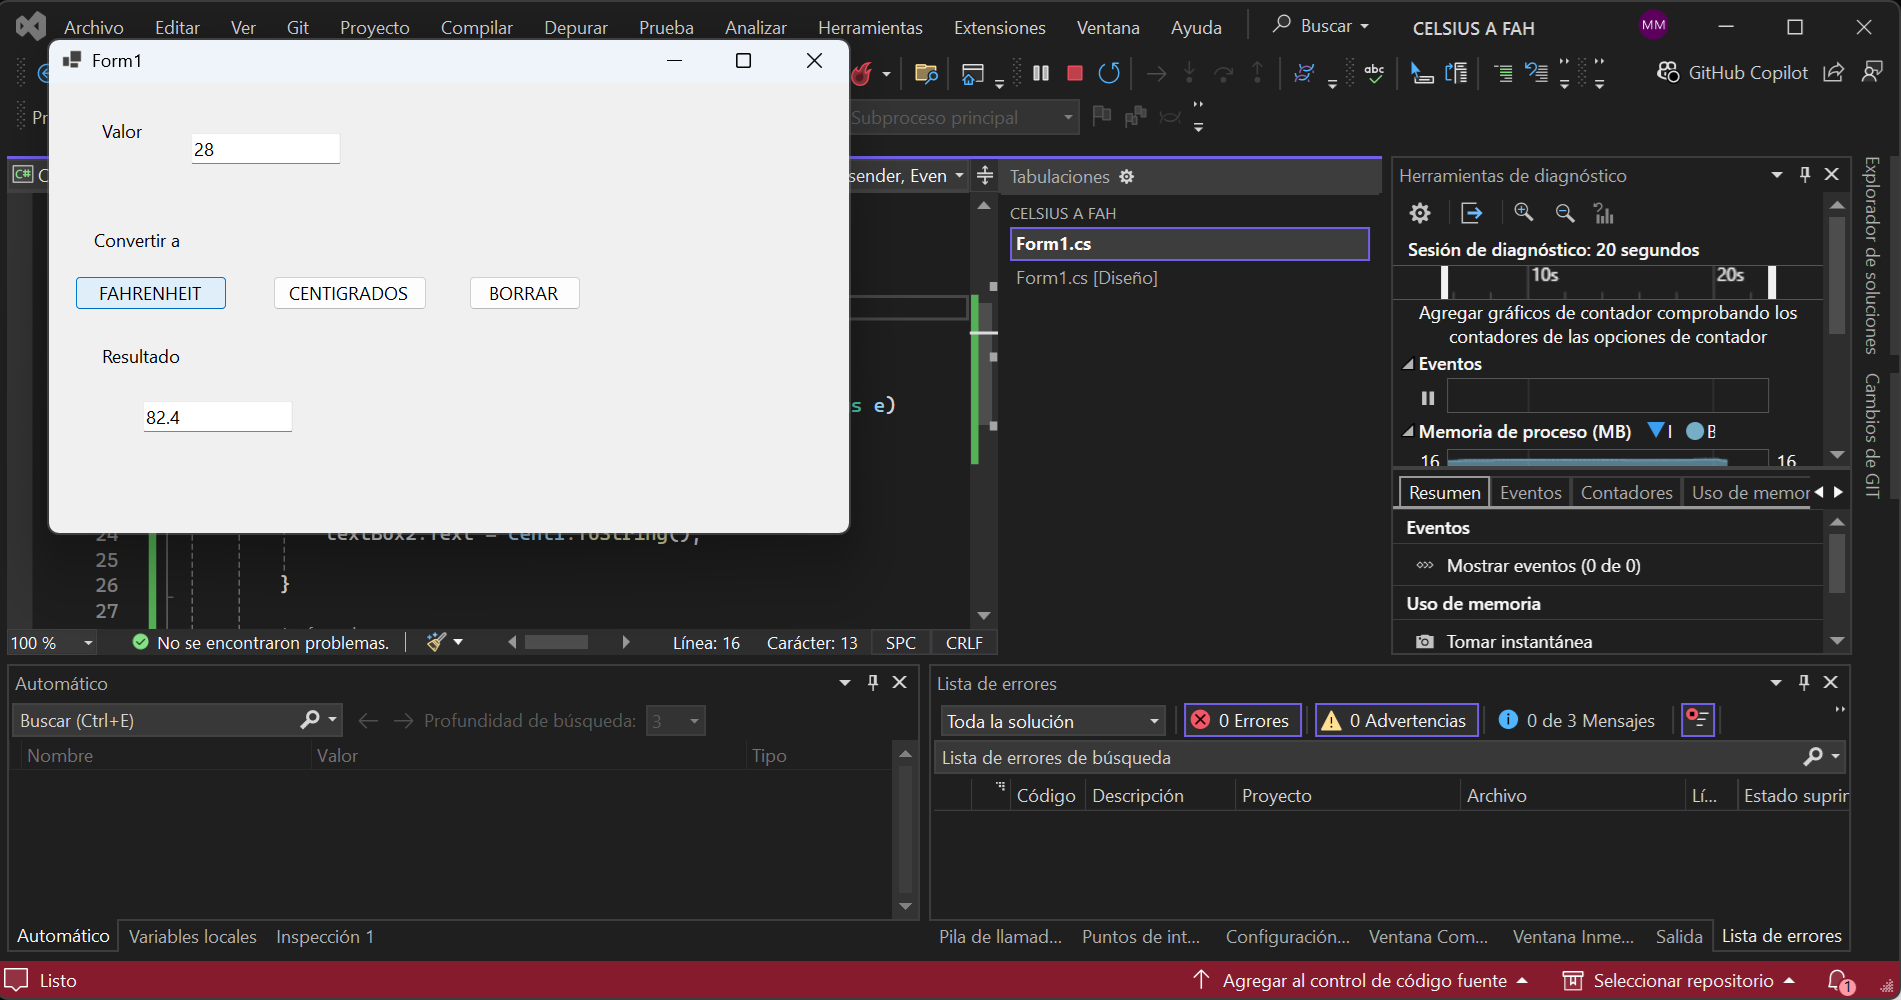 Archivo Editar Ver Git Proyecto Compilar Depurar Prueba Analizar Herramientas Extensiones Ventana Ayuda Buscar CELSIUS A FAH MM
Form1
GitHub Copilot
Pr
Subproceso principal
Valor
28
Convertir a
FAHRENHEIT CENTIGRADOS BORRAR
Resultado
82.4
C# C
sender, Even
s e)
24 textBox2.Text = centi.ToString();
25
26 }
27
100 % No se encontraron problemas. Línea: 16 Carácter: 13 SPC CRLF
Tabulaciones
CELSIUS A FAH
Form1.cs
Form1.cs [Diseño]
Herramientas de diagnóstico
Sesión de diagnóstico: 20 segundos
10s 20s
Agregar gráficos de contador comprobando los
contadores de las opciones de contador
Eventos
Memoria de proceso (MB) I B
16 16
Resumen Eventos Contadores Uso de memor
Eventos
Mostrar eventos (0 de 0)
Uso de memoria
Tomar instantánea
Explorador de soluciones
Cambios de GIT
Automático
Buscar (Ctrl+E) Profundidad de búsqueda: 3
Nombre Valor Tipo
Automático Variables locales Inspección 1
Lista de errores
Toda la solución 0 Errores 0 Advertencias 0 de 3 Mensajes
Lista de errores de búsqueda
Código Descripción Proyecto Archivo Lí... Estado suprir
Pila de llamad... Puntos de int... Configuración... Ventana Com... Ventana Inme... Salida Lista de errores
Listo Agregar al control de código fuente Seleccionar repositorio 1